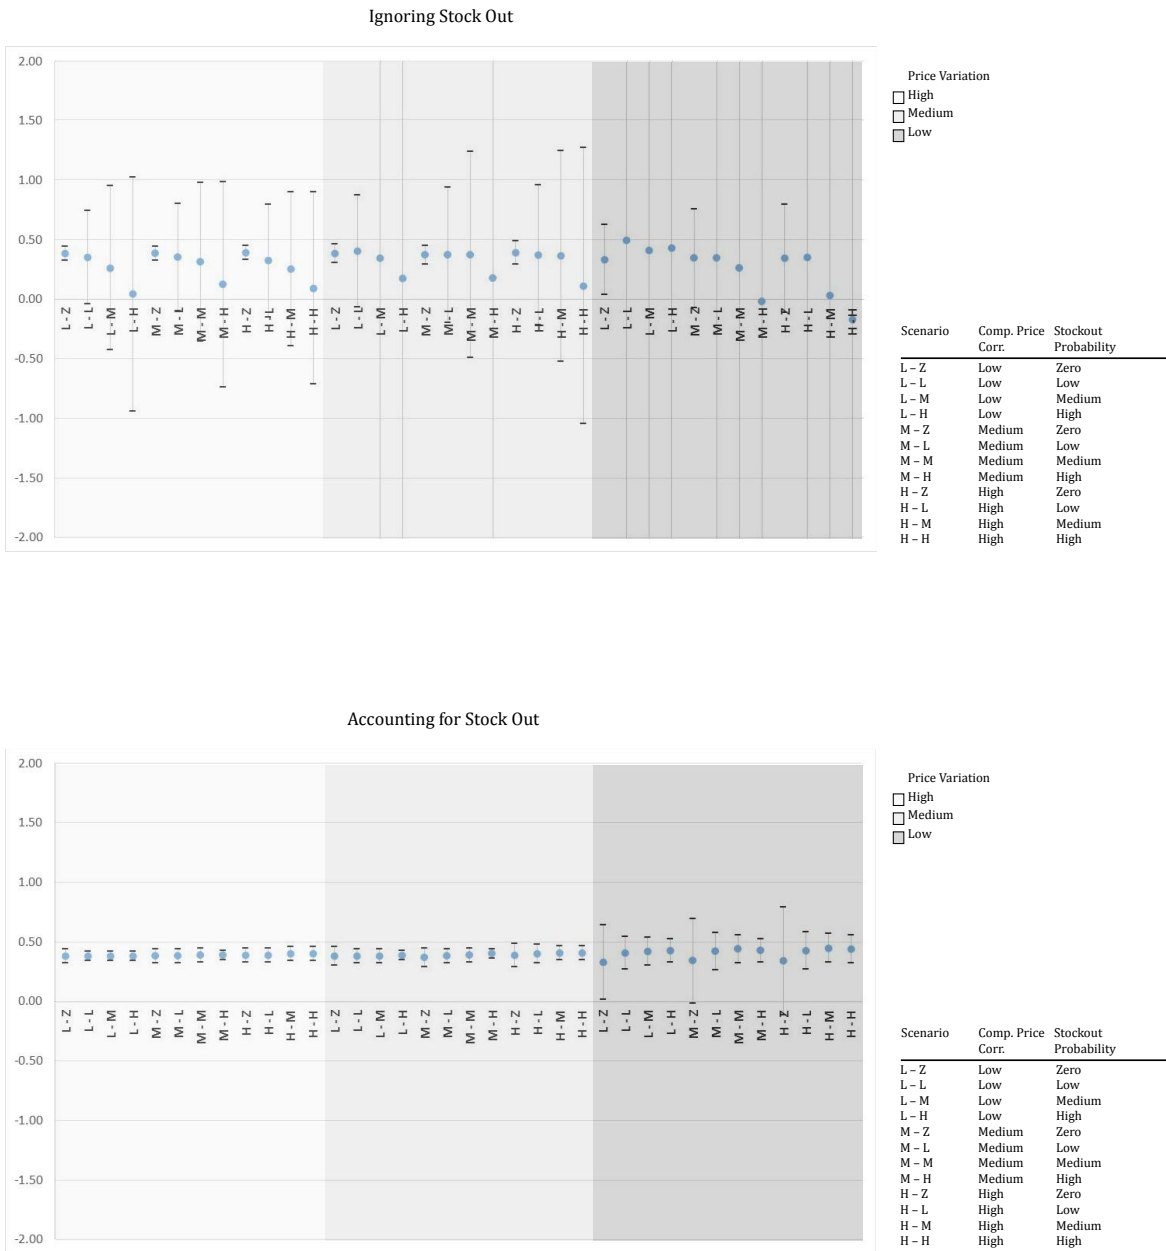 Ignoring Stock Out
2.00
1.50
1.00
0.50
0.00
-0.50
-1.00
-1.50
-2.00
L - Z
L - L
L - M
L - H
M - Z
M - L
M - M
M - H
H - Z
H - L
H - M
H - H
L - Z
L - L
L - M
L - H
M - Z
M - L
M - M
M - H
H - Z
H - L
H - M
H - H
L - Z
L - L
L - M
L - H
M - Z
M - L
M - M
M - H
H - Z
H - L
H - M
H - H
Price Variation
High
Medium
Low
Scenario Comp. Price Stockout
Corr. Probability
L – Z Low Zero
L – L Low Low
L – M Low Medium
L – H Low High
M – Z Medium Zero
M – L Medium Low
M – M Medium Medium
M – H Medium High
H – Z High Zero
H – L High Low
H – M High Medium
H – H High High
Accounting for Stock Out
2.00
1.50
1.00
0.50
0.00
-0.50
-1.00
-1.50
-2.00
L - Z
L - L
L - M
L - H
M - Z
M - L
M - M
M - H
H - Z
H - L
H - M
H - H
L - Z
L - L
L - M
L - H
M - Z
M - L
M - M
M - H
H - Z
H - L
H - M
H - H
L - Z
L - L
L - M
L - H
M - Z
M - L
M - M
M - H
H - Z
H - L
H - M
H - H
Price Variation
High
Medium
Low
Scenario Comp. Price Stockout
Corr. Probability
L – Z Low Zero
L – L Low Low
L – M Low Medium
L – H Low High
M – Z Medium Zero
M – L Medium Low
M – M Medium Medium
M – H Medium High
H – Z High Zero
H – L High Low
H – M High Medium
H – H High High